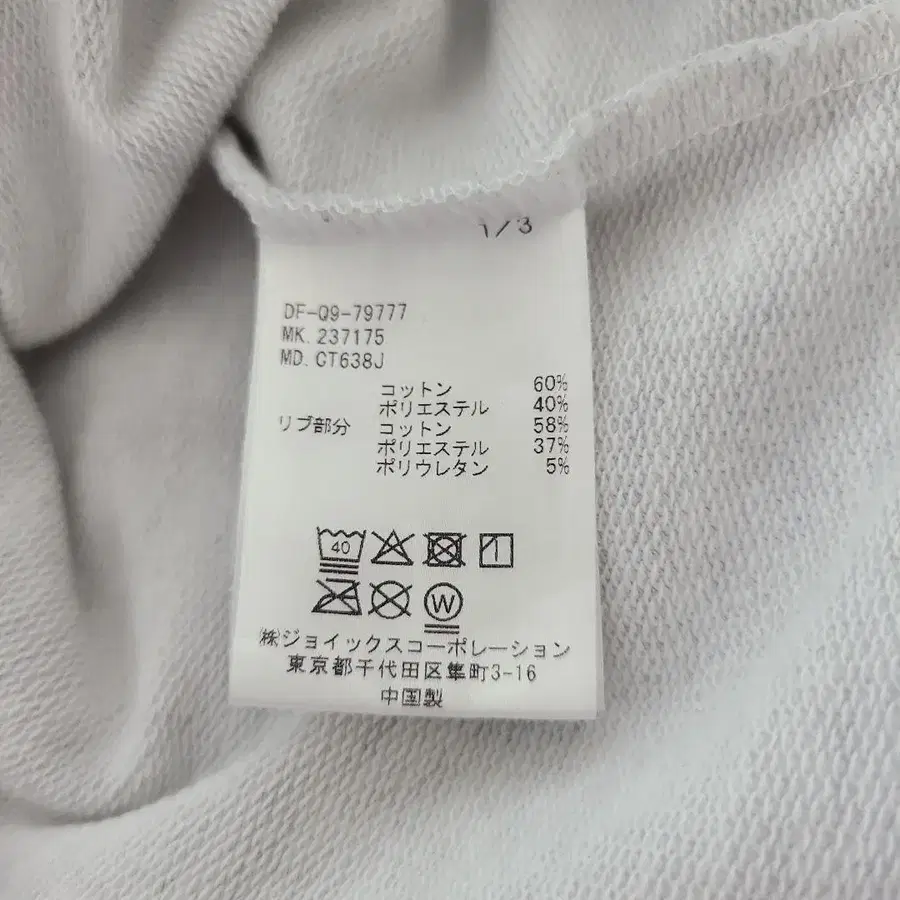 1/3
DF-Q9-79777
MK. 237175
MD. CT638J
コットン 60%
ポリエステル 40%
リブ部分 コットン 58%
ポリエステル 37%
ポリウレタン 5%
40
W
㈱ジョイックスコーポレーション
東京都千代田区隼町3-16
中国製